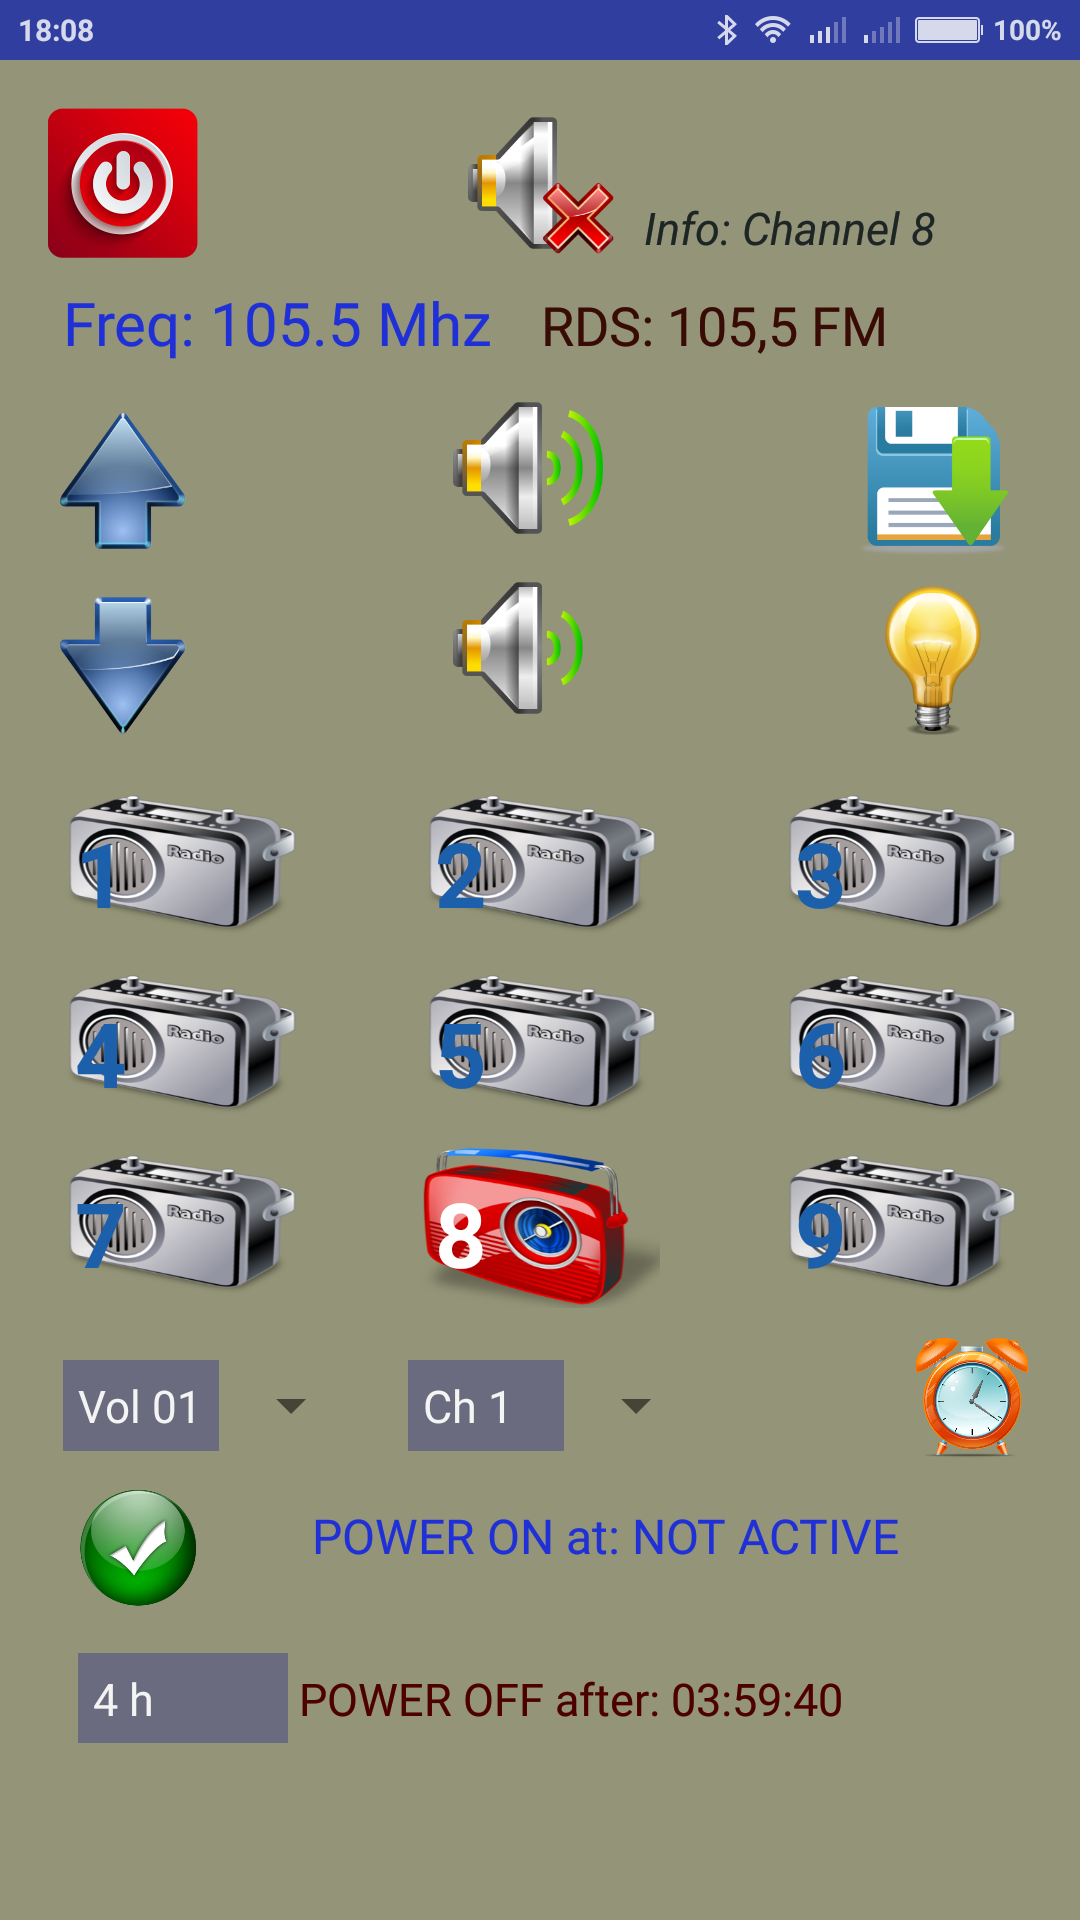 18:08 100%
Info: Channel 8
Freq: 105.5 Mhz RDS: 105,5 FM
Radio Radio Radio
1 2 3
Radio Radio Radio
4 5 6
Radio Radio
7 8 9
Vol 01 Ch 1
POWER ON at: NOT ACTIVE
4 h POWER OFF after: 03:59:40